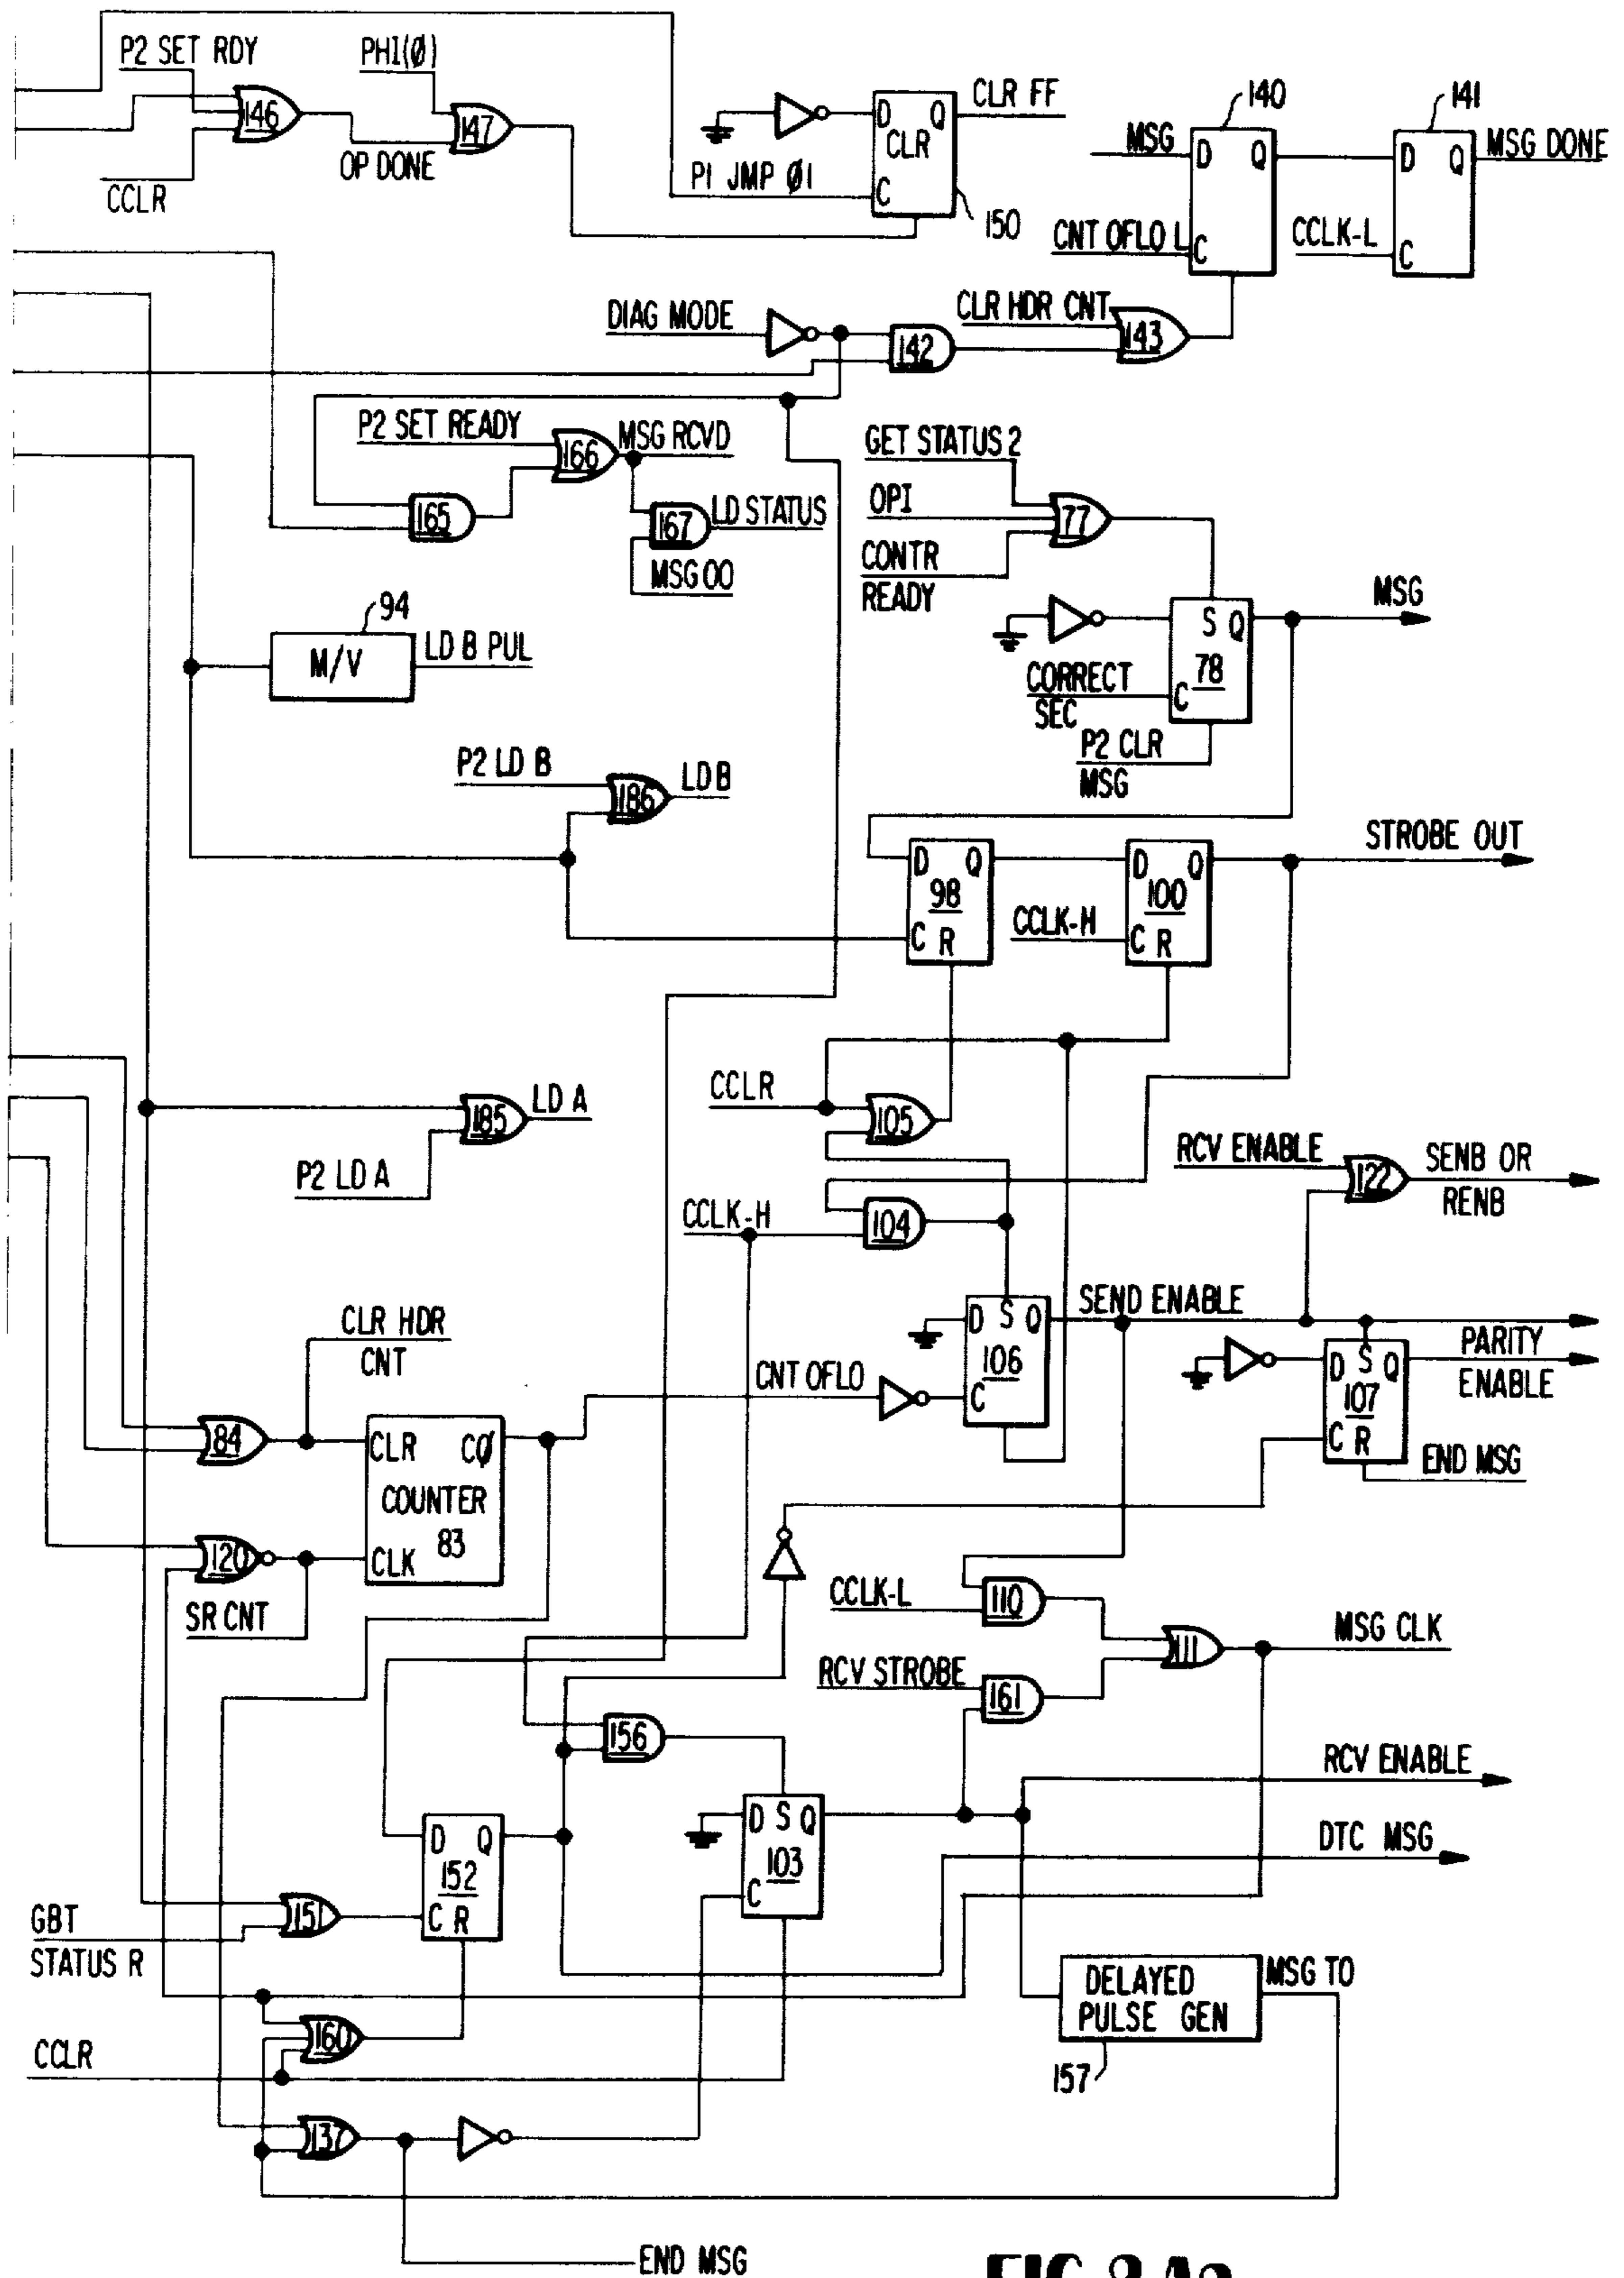 P2 SET RDY
PHI(Ø)
146
147
OP DONE
CCLR
D Q
CLR
C
CLR FF
P1 JMP Ø1
150
140
141
MSG
D Q
C
D Q
C
MSG DONE
CNT OFLO L
CCLK-L
DIAG MODE
142
CLR HDR CNT
143
P2 SET READY
166
MSG RCVD
165
167
LD STATUS
MSG 00
GET STATUS 2
OPI
77
CONTR
READY
94
M/V
LD B PUL
S Q
78
C
MSG
CORRECT
SEC
P2 CLR
MSG
P2 LD B
186
LD B
D Q
98
C R
D Q
100
C R
STROBE OUT
CCLK-H
CCLR
105
185
LD A
P2 LD A
RCV ENABLE
122
SENB OR
RENB
CCLK-H
104
D S Q
106
C
SEND ENABLE
PARITY
ENABLE
D S Q
107
C R
END MSG
CLR HDR
CNT
CNT OFLO
84
CLR CØ
COUNTER
83
CLK
120
SR CNT
CCLK-L
110
111
MSG CLK
RCV STROBE
161
156
RCV ENABLE
D S Q
103
C
DTC MSG
D Q
152
C R
151
GBT
STATUS R
DELAYED
PULSE GEN
MSG TO
157
160
CCLR
137
END MSG